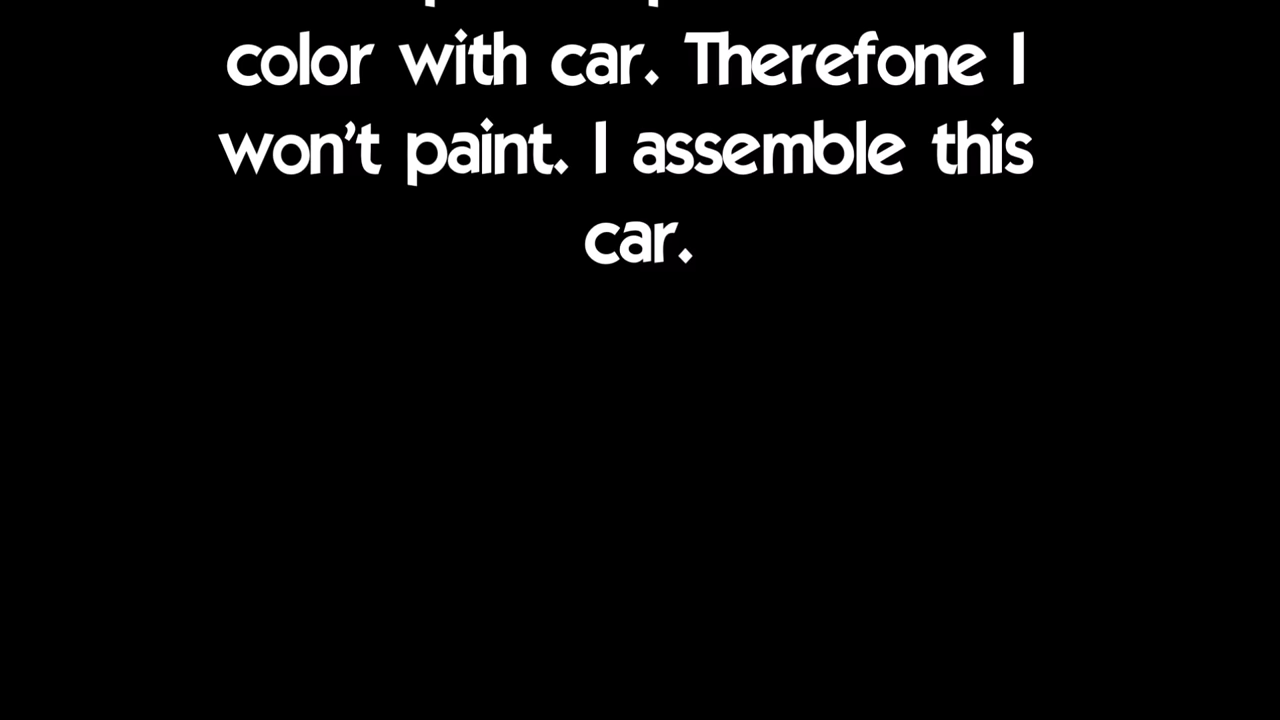 color with car. Therefone I
won't paint. I assemble this
car.